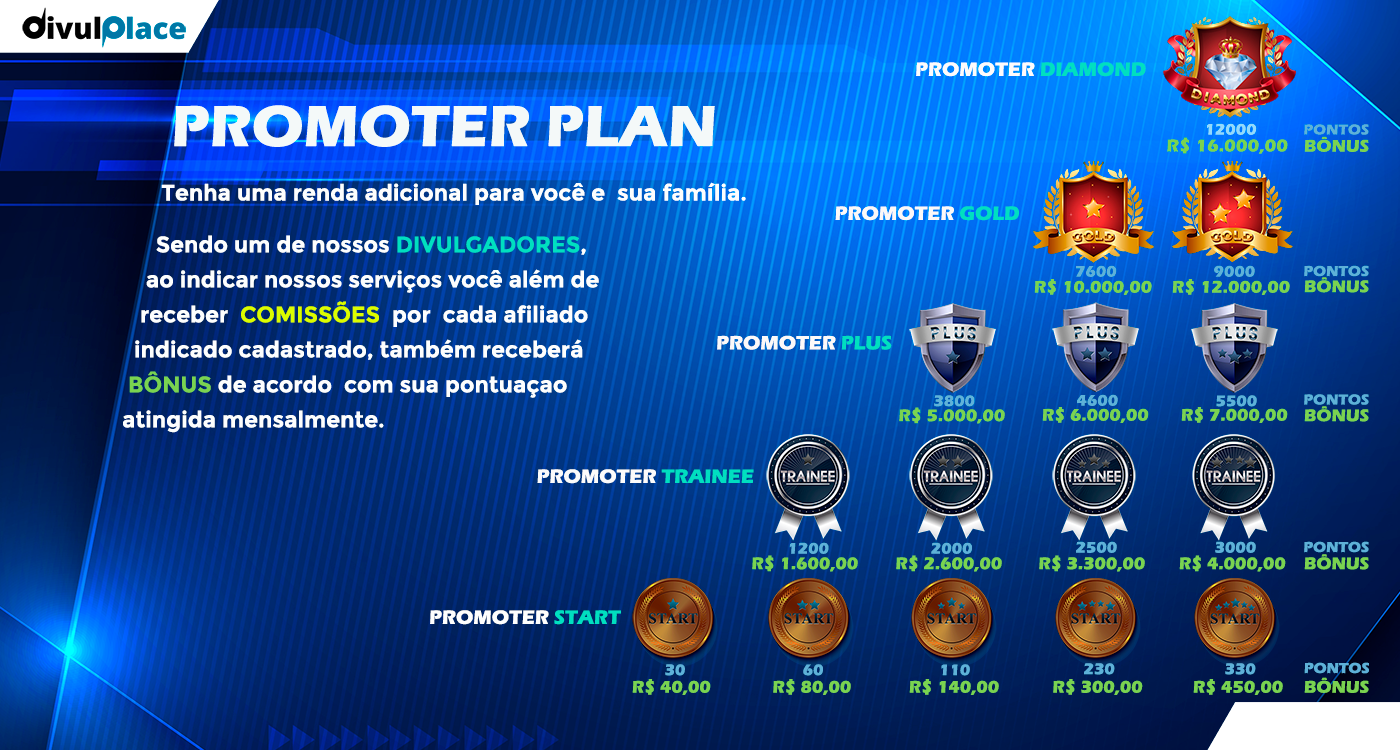 divulplace
PROMOTER PLAN
Tenha uma renda adicional para você e sua família.
Sendo um de nossos DIVULGADORES,
ao indicar nossos serviços você além de
receber COMISSÕES por cada afiliado
indicado cadastrado, também receberá
BÔNUS de acordo com sua pontuaçao
atingida mensalmente.
PROMOTER DIAMOND
DIAMOND
12000 PONTOS
R$ 16.000,00 BÔNUS
PROMOTER GOLD
GOLD GOLD
7600 9000 PONTOS
R$ 10.000,00 R$ 12.000,00 BÔNUS
PROMOTER PLUS
PLUS PLUS PLUS
3800 4600 5500 PONTOS
R$ 5.000,00 R$ 6.000,00 R$ 7.000,00 BÔNUS
PROMOTER TRAINEE
TRAINEE TRAINEE TRAINEE TRAINEE
1200 2000 2500 3000 PONTOS
R$ 1.600,00 R$ 2.600,00 R$ 3.300,00 R$ 4.000,00 BÔNUS
PROMOTER START
START START START START START
30 60 110 230 330 PONTOS
R$ 40,00 R$ 80,00 R$ 140,00 R$ 300,00 R$ 450,00 BÔNUS